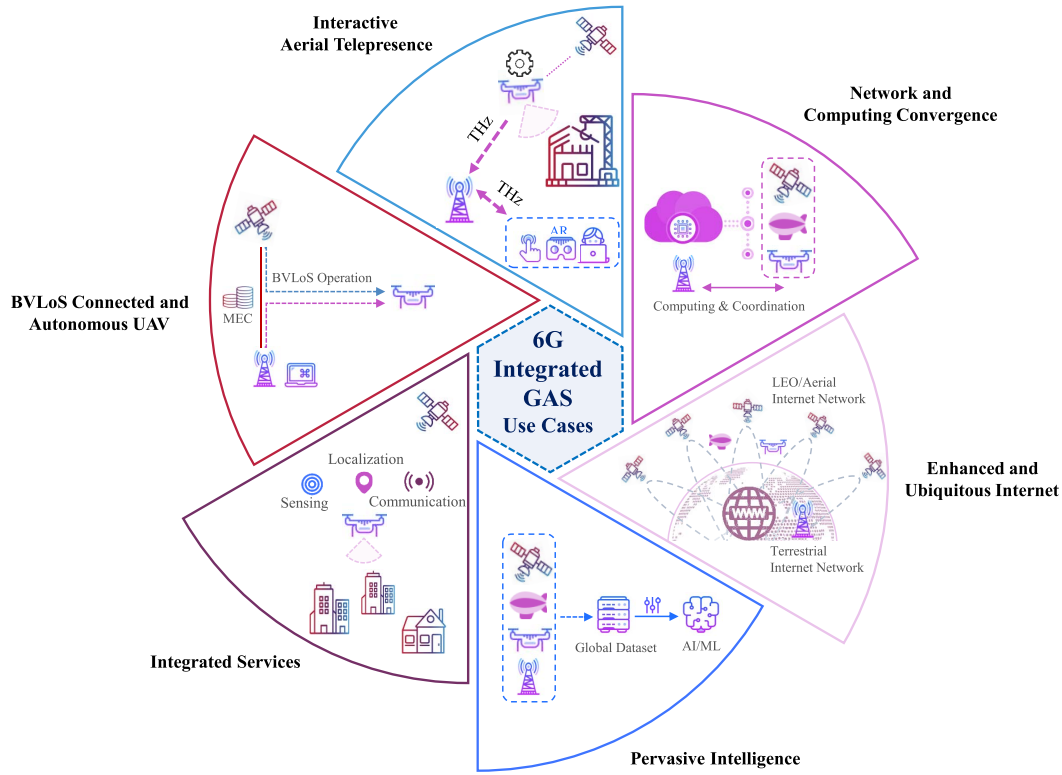 Interactive
Aerial Telepresence
THz
THz
AR
Network and
Computing Convergence
Computing & Coordination
BVLoS Connected and
Autonomous UAV
BVLoS Operation
MEC
⌘
6G
Integrated
GAS
Use Cases
LEO/Aerial
Internet Network
WWW
Terrestrial
Internet Network
Enhanced and
Ubiquitous Internet
Localization
Sensing
Communication
Integrated Services
Global Dataset
AI/ML
Pervasive Intelligence